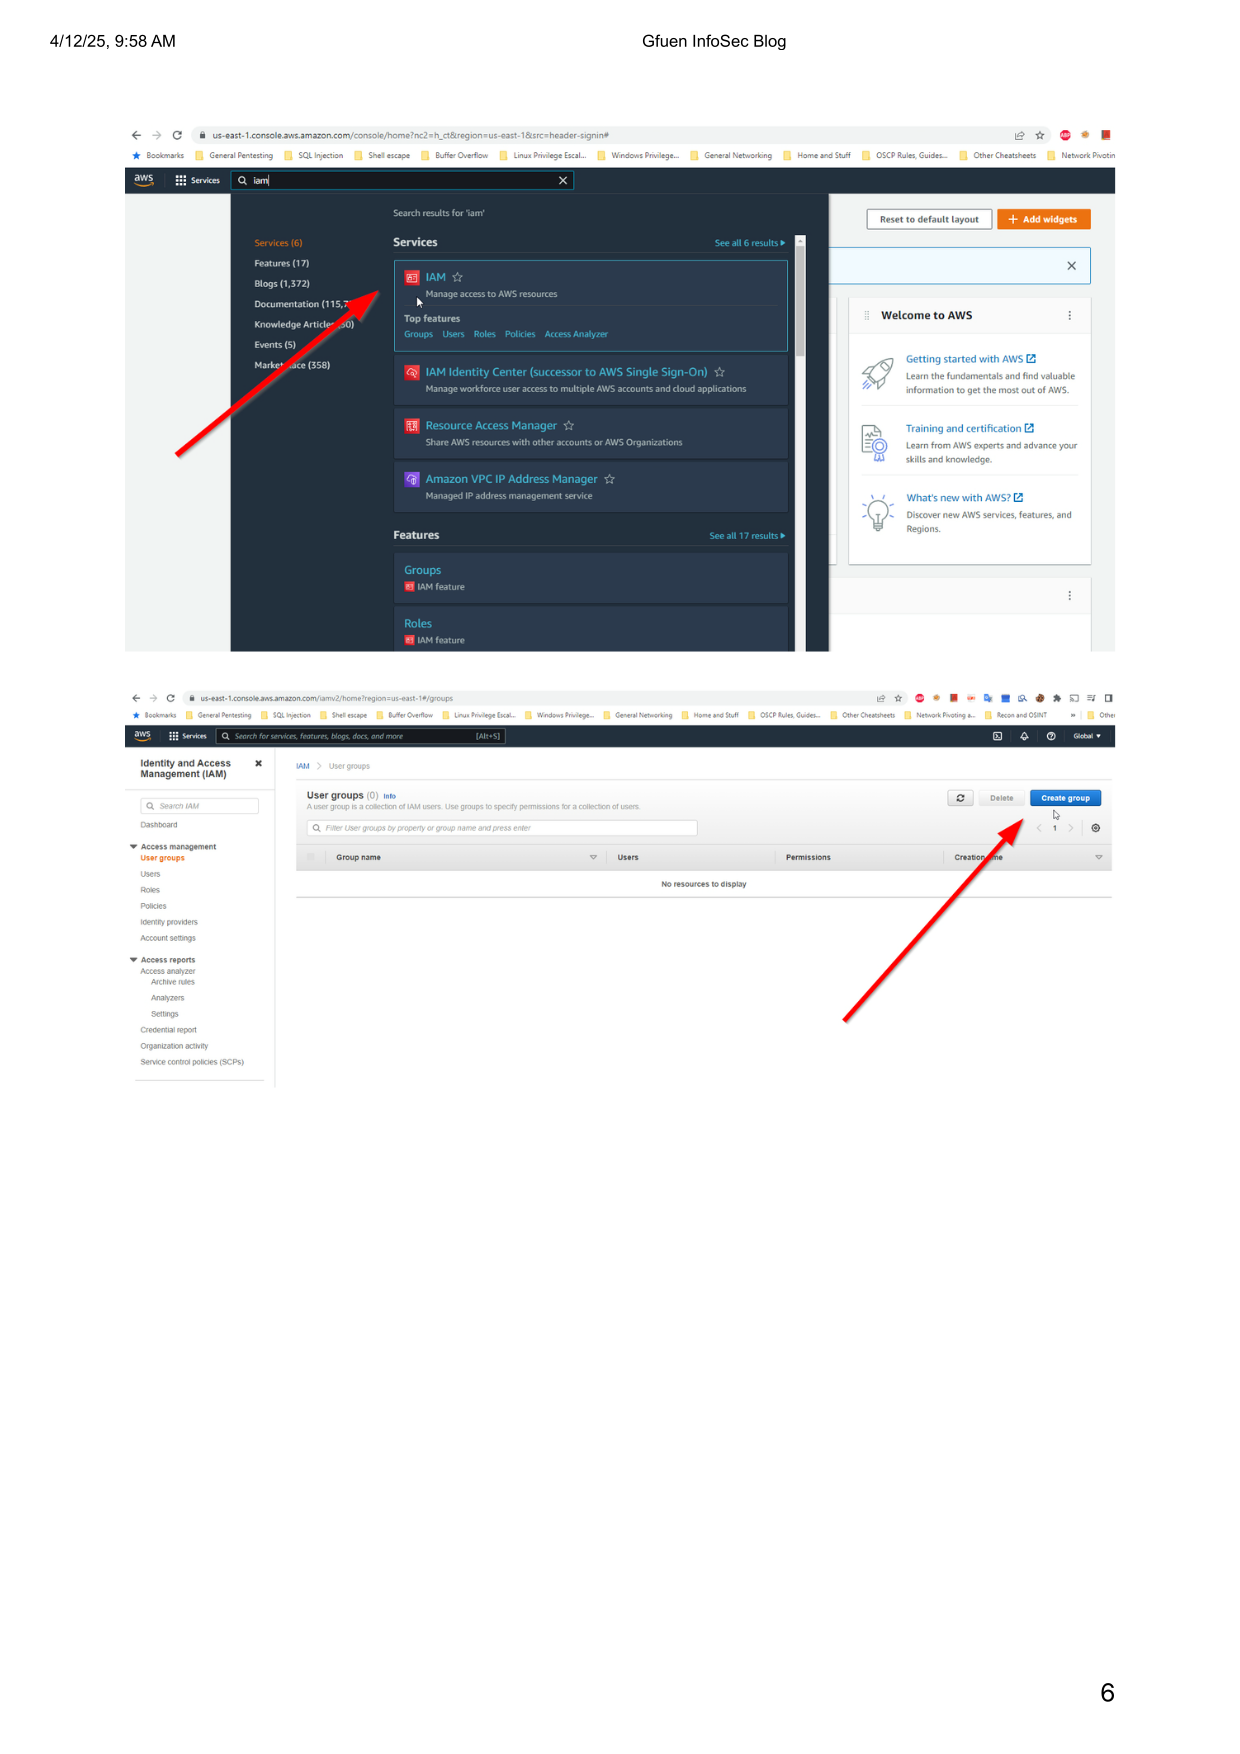 4/12/25, 9:58 AM
Gfuen InfoSec Blog
us-east-1.console.aws.amazon.com/console/home?nc2=h_ct&region=us-east-1&src=header-signin#
Bookmarks General Pentesting SQL Injection Shell escape Buffer Overflow Linux Privilege Escal... Windows Privilege... General Networking Home and Stuff OSCP Rules, Guides... Other Cheatsheets Network Pivotin
aws Services iam
Search results for 'iam'
Reset to default layout + Add widgets
Services (6)
Features (17)
Blogs (1,372)
Documentation (115,7
Knowledge Articles
Events (5)
Marketplace (358)
Services See all 6 results
IAM
Manage access to AWS resources
Top features
Groups Users Roles Policies Access Analyzer
IAM Identity Center (successor to AWS Single Sign-On)
Manage workforce user access to multiple AWS accounts and cloud applications
Resource Access Manager
Share AWS resources with other accounts or AWS Organizations
Amazon VPC IP Address Manager
Managed IP address management service
Features See all 17 results
Groups
IAM feature
Roles
IAM feature
Welcome to AWS
Getting started with AWS
Learn the fundamentals and find valuable
information to get the most out of AWS.
Training and certification
Learn from AWS experts and advance your
skills and knowledge.
What's new with AWS?
Discover new AWS services, features, and
Regions.
us-east-1.console.aws.amazon.com/iamv2/home?region=us-east-1#/groups
Bookmarks General Pentesting SQL Injection Shell escape Buffer Overflow Linux Privilege Escal... Windows Privilege... General Networking Home and Stuff OSCP Rules, Guides... Other Cheatsheets Network Pivoting a... Recon and OSINT » Other
aws Services Search for services, features, blogs, docs, and more [Alt+S] Global
Identity and Access
Management (IAM)
Search IAM
Dashboard
Access management
User groups
Users
Roles
Policies
Identity providers
Account settings
Access reports
Access analyzer
Archive rules
Analyzers
Settings
Credential report
Organization activity
Service control policies (SCPs)
IAM > User groups
User groups (0) Info
A user group is a collection of IAM users. Use groups to specify permissions for a collection of users.
Delete Create group
Filter User groups by property or group name and press enter
1
Group name Users Permissions Creation
No resources to display
6